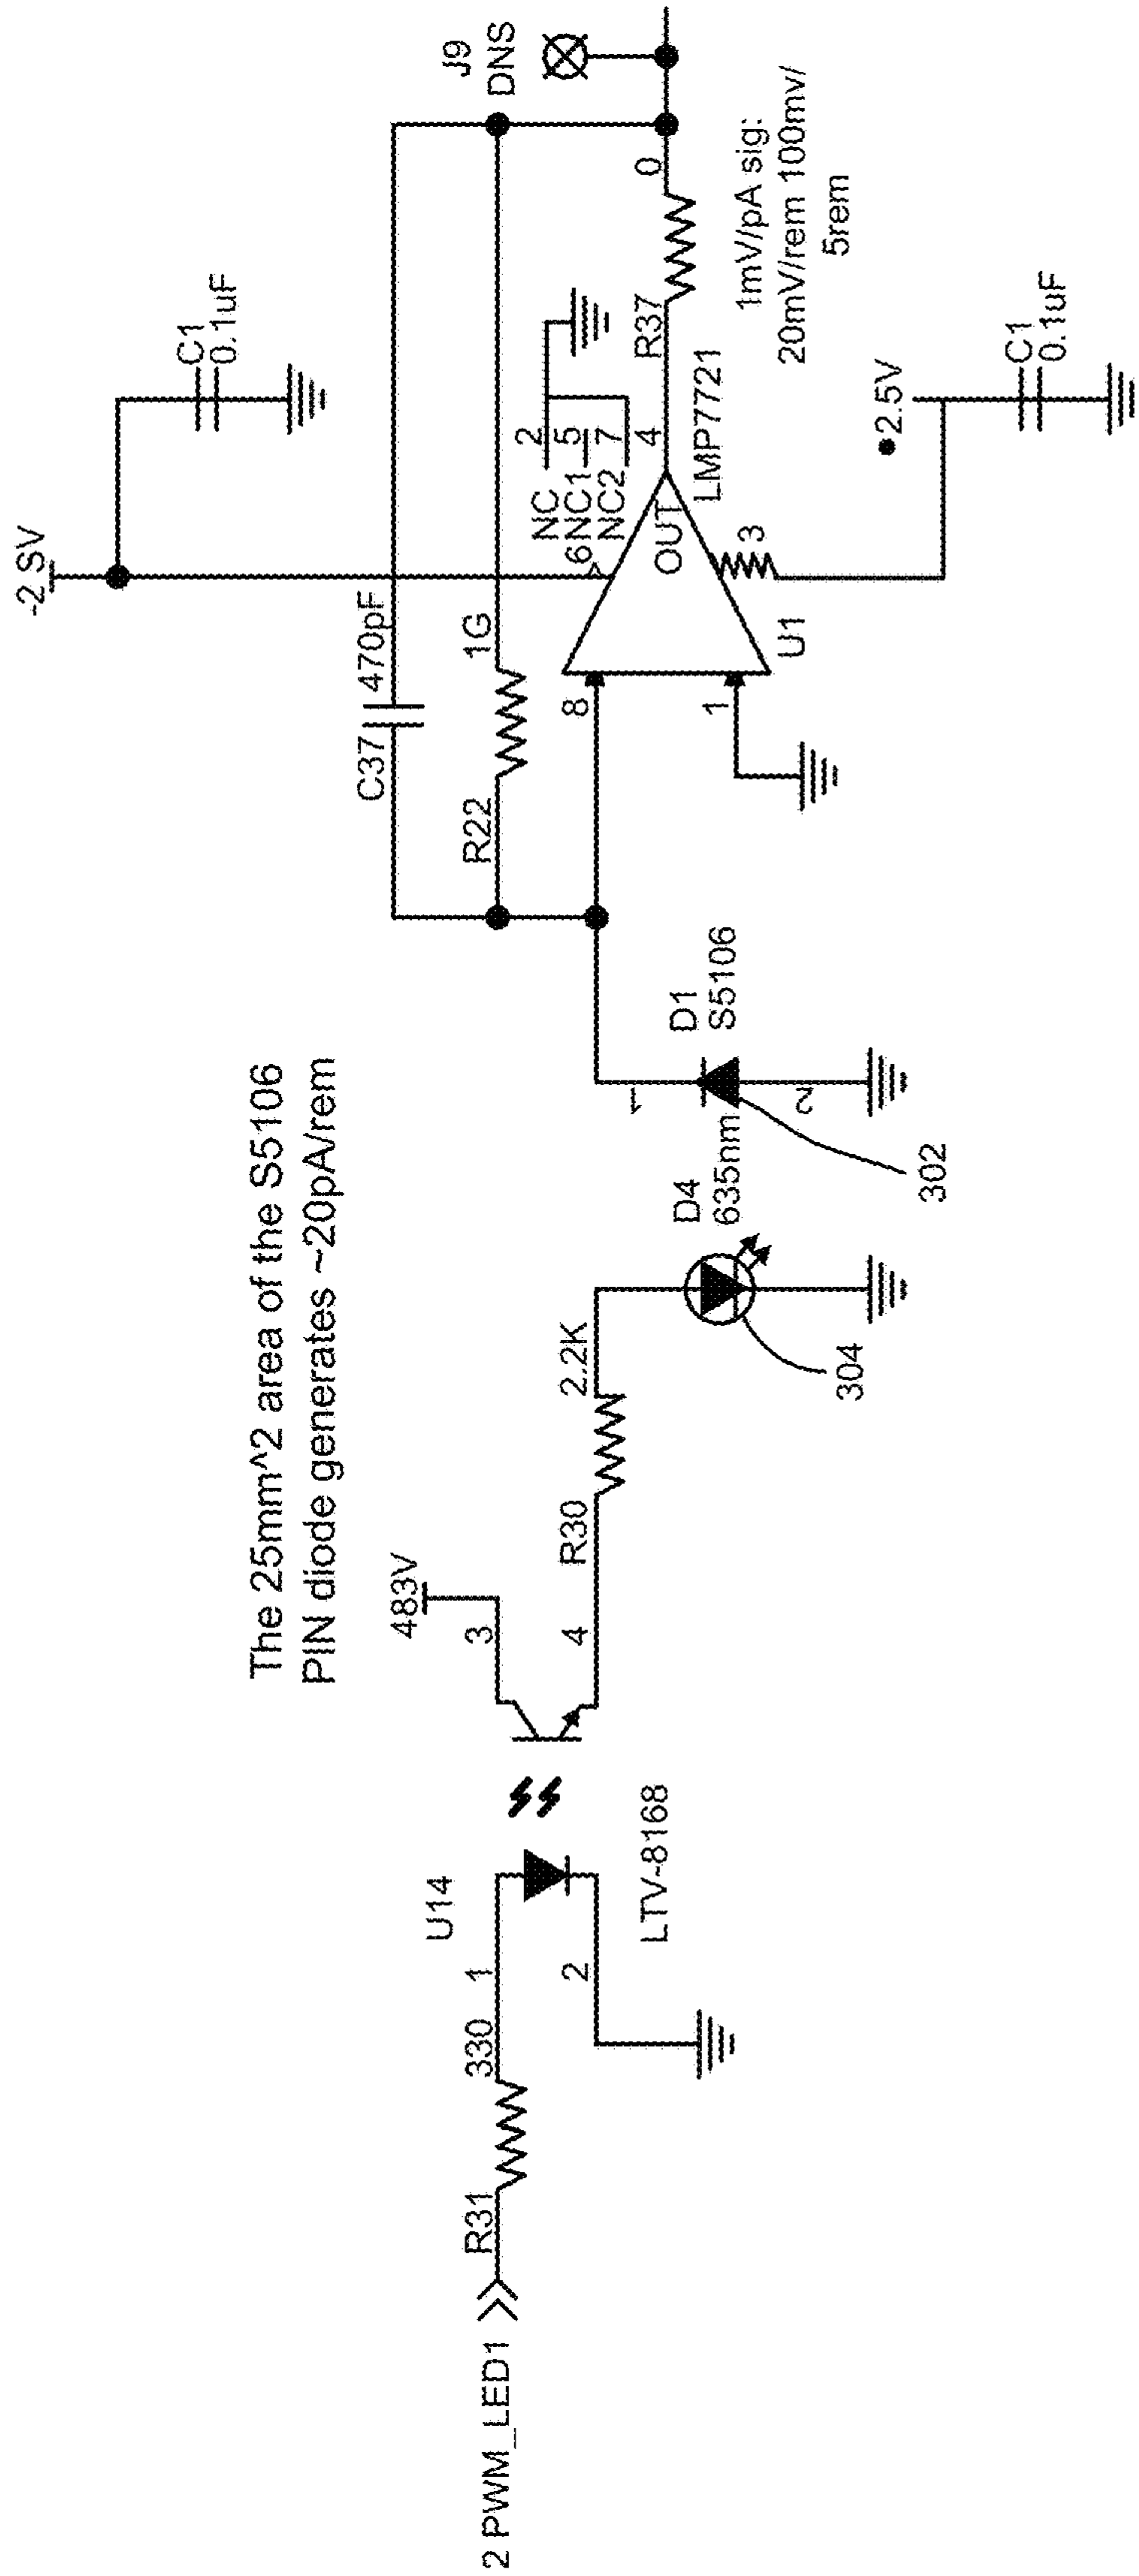 The 25mm^2 area of the S5106
PIN diode generates ~20pA/rem
2 PWM_LED1
R31
330
1
U14
2
LTV-8168
483V
3
4
R30
2.2K
D4
635nm
304
D1
S5106
1
2
302
C37
470pF
R22
1G
8
1
U1
-2.SV
C1
0.1uF
6
NC
NC1
NC2
2
5
7
OUT
4
3
LMP7721
R37
0
J9
DNS
1mV/pA sig:
20mV/rem 100mv/
5rem
•2.5V
C1
0.1uF